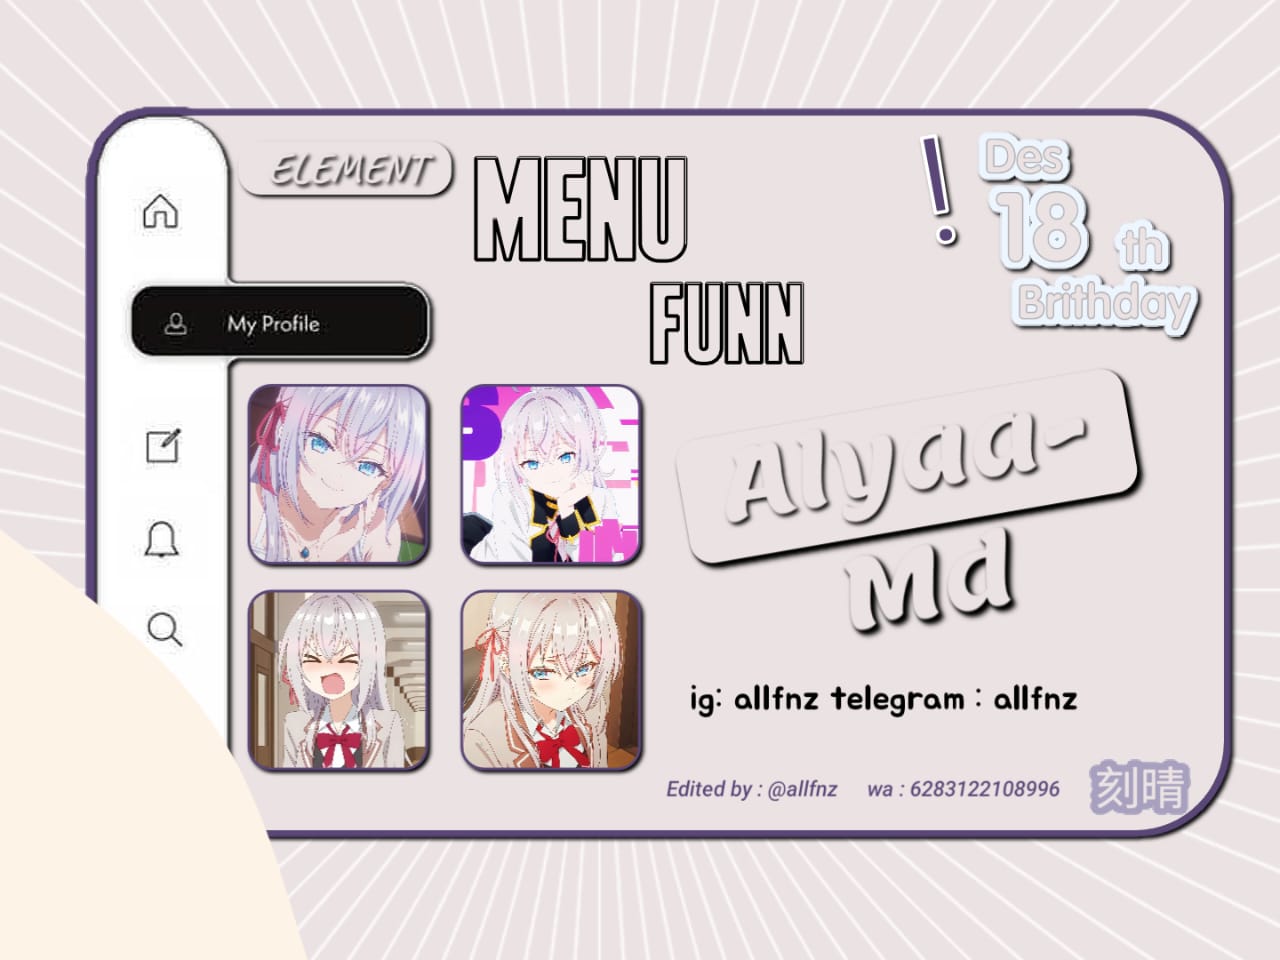 ELEMENT
MENU
FUNN
!
Des
18 th
Brithday
My Profile
Alyaa-
Md
ig: allfnz telegram : allfnz
Edited by : @allfnz wa : 6283122108996
刻晴